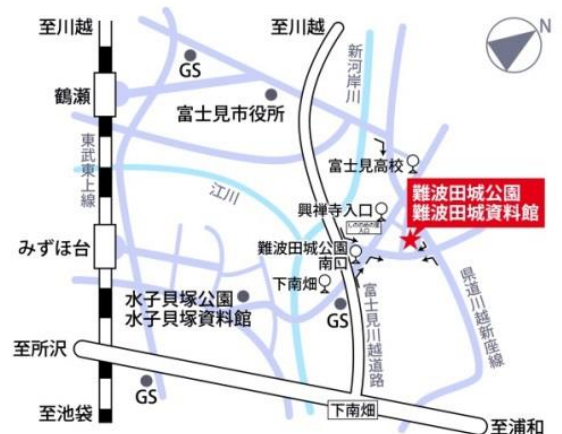 至川越
至川越
N
GS
新河岸川
鶴瀬
富士見市役所
東武東上線
富士見高校
難波田城公園
難波田城資料館
江川
興禅寺入口
みずほ台
難波田城公園
南口
下南畑
水子貝塚公園
水子貝塚資料館
GS
富士見川越道路
県道川越新座線
至所沢
GS
下南畑
至池袋
至浦和